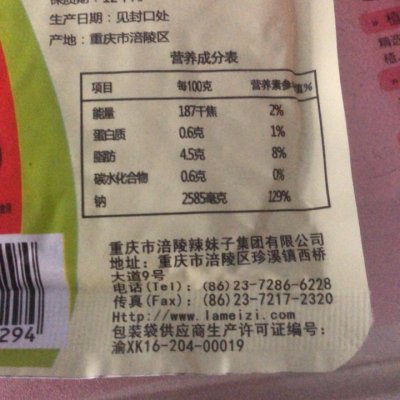 生产日期：见封口处
产地：重庆市涪陵区
营养成分表
项目 每100克 营养素参 值%
能量 187千焦 2%
蛋白质 0.6克 1%
脂肪 4.5克 8%
碳水化合物 0.6克 0%
钠 2585毫克 129%
重庆市涪陵辣妹子集团有限公司
地址：重庆市涪陵区珍溪镇西桥
大道9号
电话(Tel)：(86)23-7286-6228
传真(Fax)：(86)23-7217-2320
Http://www.lameizi.com
包装袋供应商生产许可证编号：
渝XK16-204-00019
294